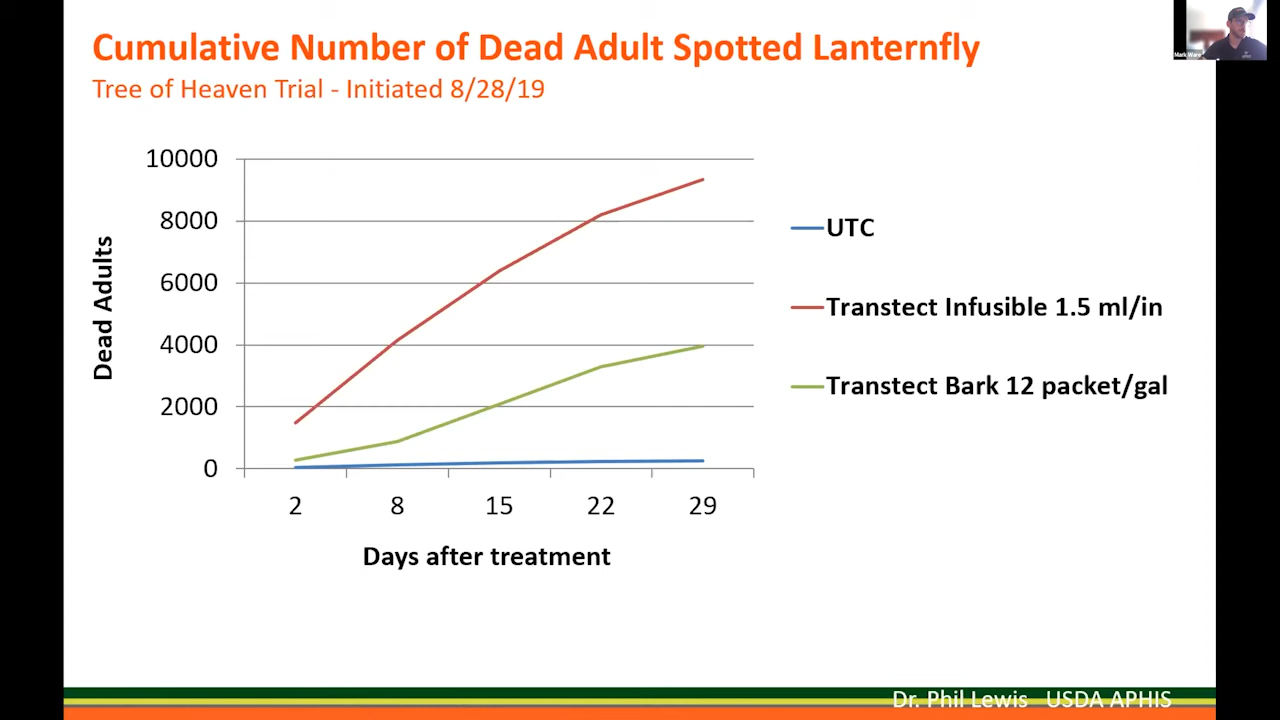 Cumulative Number of Dead Adult Spotted Lanternfly
Tree of Heaven Trial - Initiated 8/28/19
Mark Ware
10000
8000
6000
4000
2000
0
Dead Adults
2 8 15 22 29
Days after treatment
UTC
Transtect Infusible 1.5 ml/in
Transtect Bark 12 packet/gal
Dr. Phil Lewis USDA APHIS